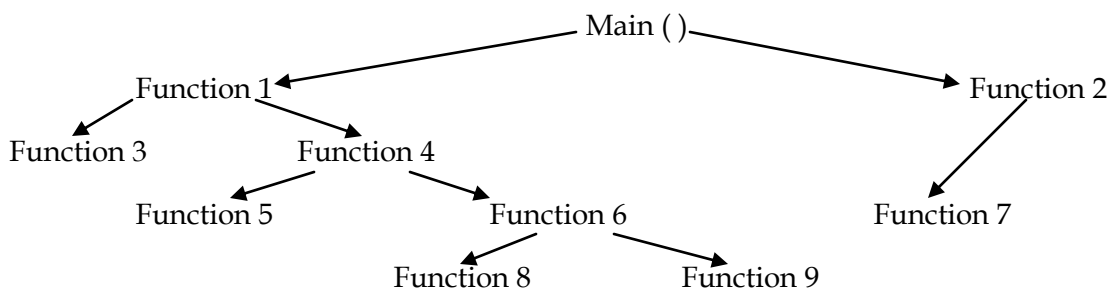 Main ( )
Function 1 Function 2
Function 3 Function 4
Function 5 Function 6 Function 7
Function 8 Function 9